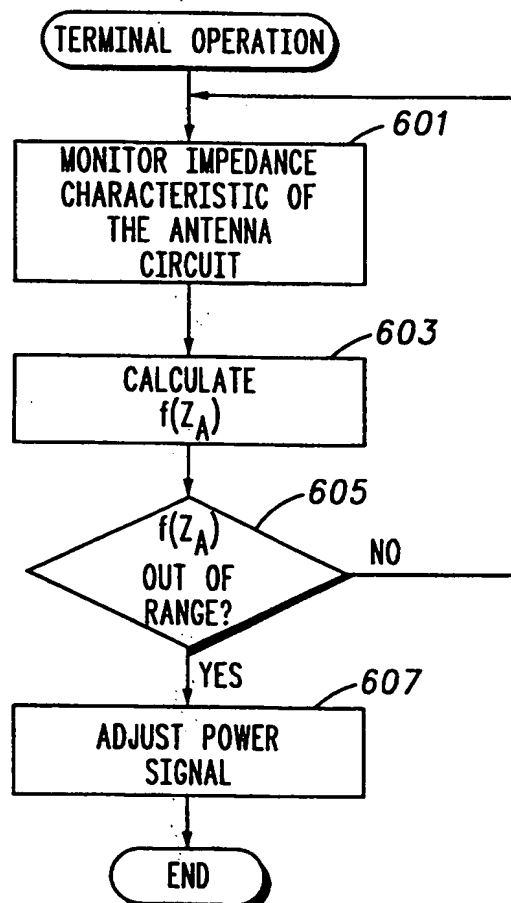 TERMINAL OPERATION
601
MONITOR IMPEDANCE
CHARACTERISTIC OF
THE ANTENNA
CIRCUIT
603
CALCULATE
f(Z_A)
605
f(Z_A)
OUT OF
RANGE?
NO
YES
607
ADJUST POWER
SIGNAL
END